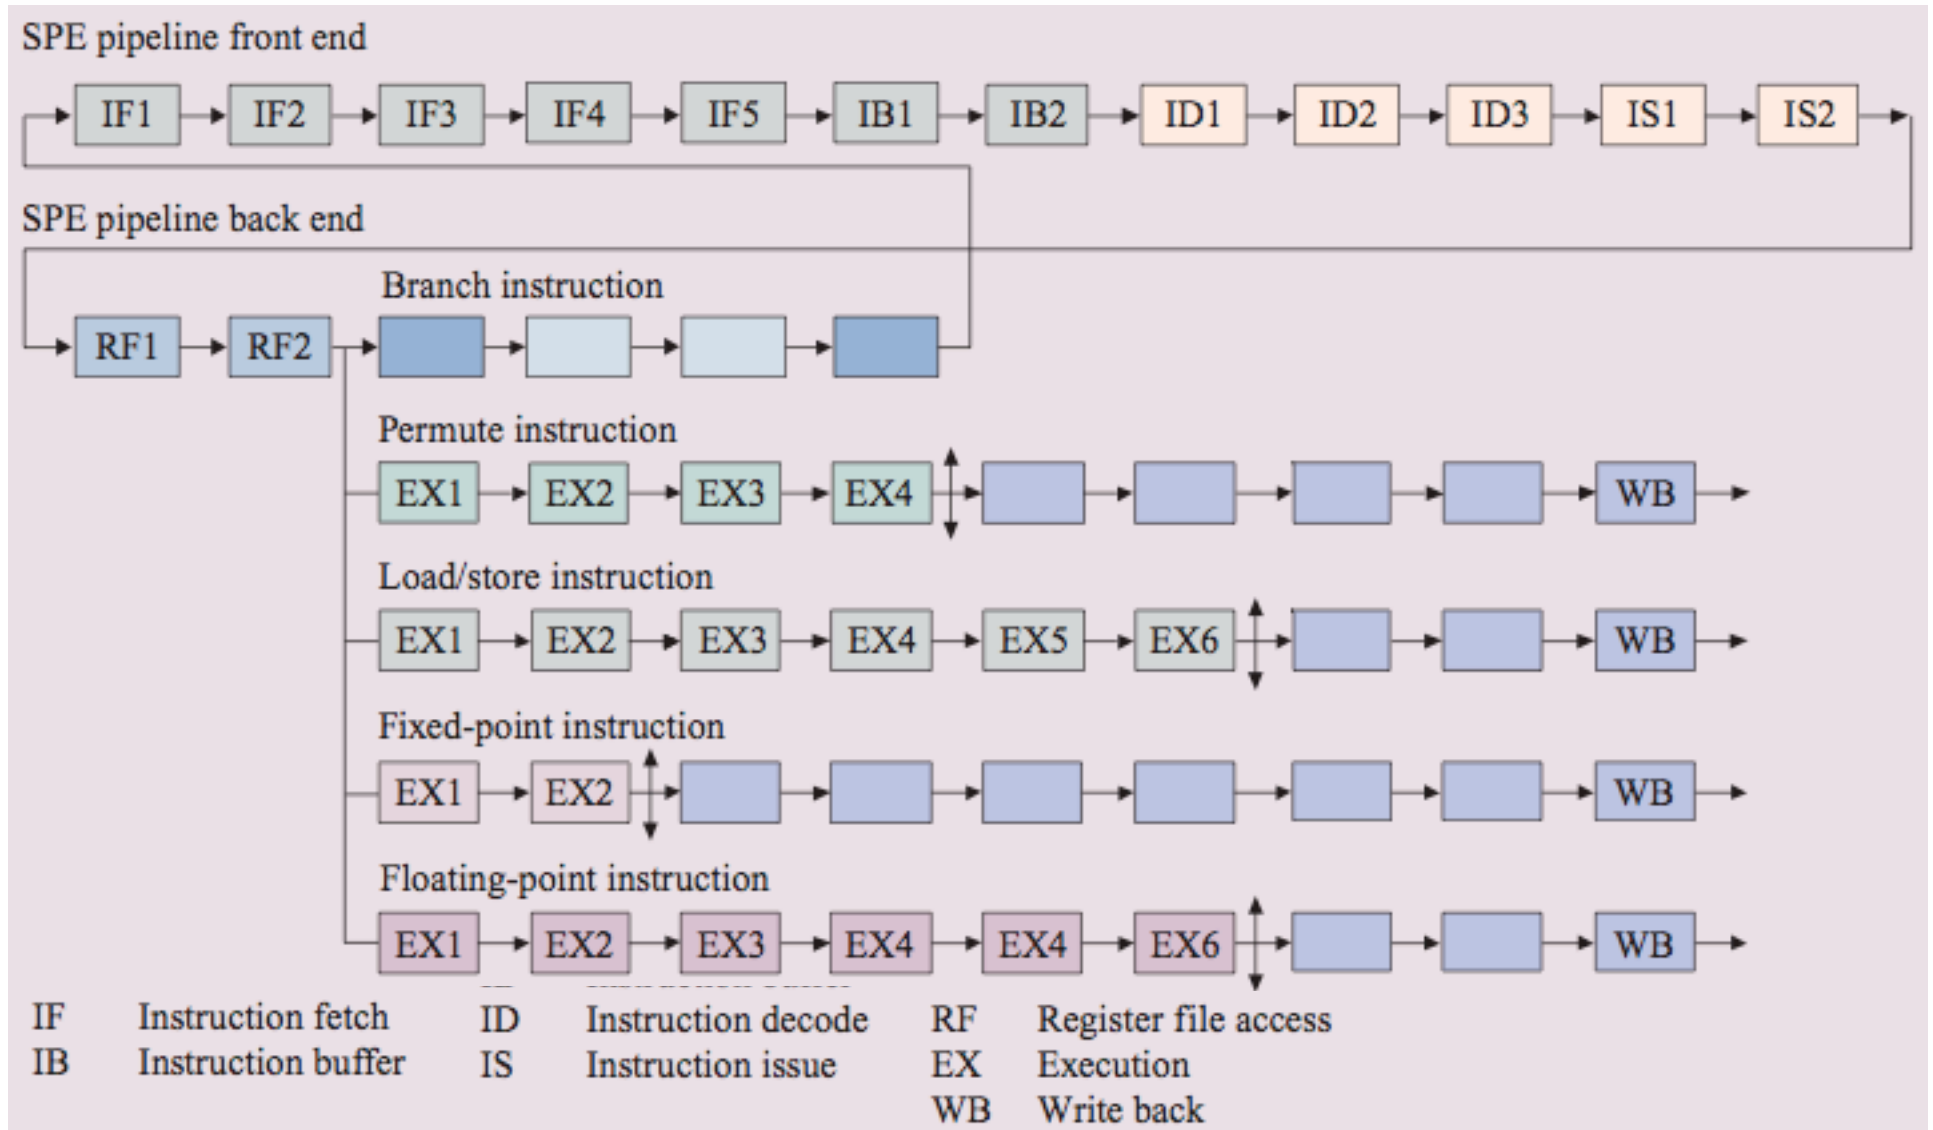 SPE pipeline front end
IF1 IF2 IF3 IF4 IF5 IB1 IB2 ID1 ID2 ID3 IS1 IS2
SPE pipeline back end
Branch instruction
RF1 RF2
Permute instruction
EX1 EX2 EX3 EX4 WB
Load/store instruction
EX1 EX2 EX3 EX4 EX5 EX6 WB
Fixed-point instruction
EX1 EX2 WB
Floating-point instruction
EX1 EX2 EX3 EX4 EX4 EX6 WB
IF Instruction fetch ID Instruction decode RF Register file access
IB Instruction buffer IS Instruction issue EX Execution
WB Write back